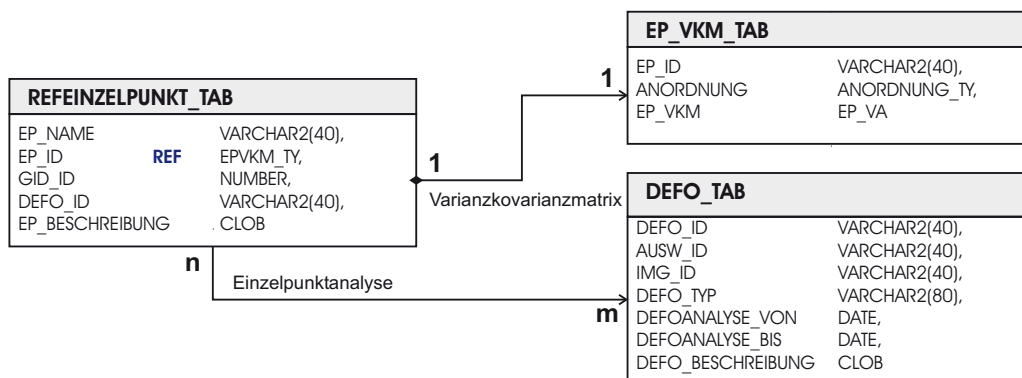 EP_VKM_TAB
EP_ID VARCHAR2(40),
ANORDNUNG ANORDNUNG_TY,
EP_VKM EP_VA
REFEINZELPUNKT_TAB
EP_NAME VARCHAR2(40),
EP_ID REF EPVKM_TY,
GID_ID NUMBER,
DEFO_ID VARCHAR2(40),
EP_BESCHREIBUNG CLOB
1
1
Varianzkovarianzmatrix
n
Einzelpunktanalyse
m
DEFO_TAB
DEFO_ID VARCHAR2(40),
AUSW_ID VARCHAR2(40),
IMG_ID VARCHAR2(40),
DEFO_TYP VARCHAR2(80),
DEFOANALYSE_VON DATE,
DEFOANALYSE_BIS DATE,
DEFO_BESCHREIBUNG CLOB